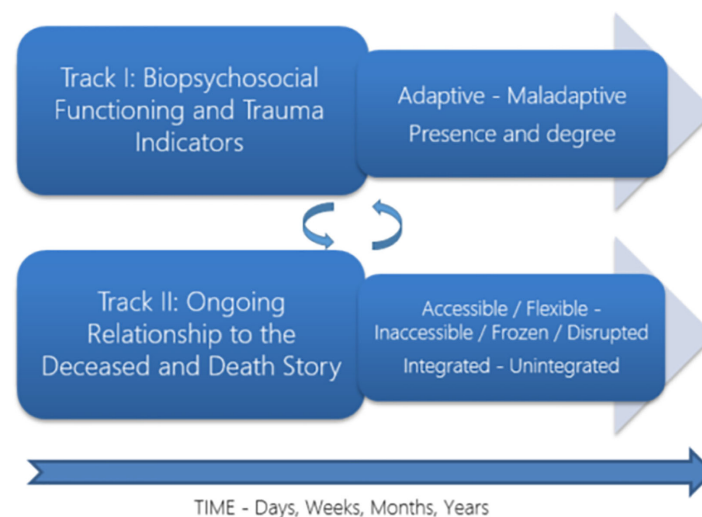 Track I: Biopsychosocial
Functioning and Trauma
Indicators
Adaptive - Maladaptive
Presence and degree
Track II: Ongoing
Relationship to the
Deceased and Death Story
Accessible / Flexible -
Inaccessible / Frozen / Disrupted
Integrated - Unintegrated
TIME - Days, Weeks, Months, Years